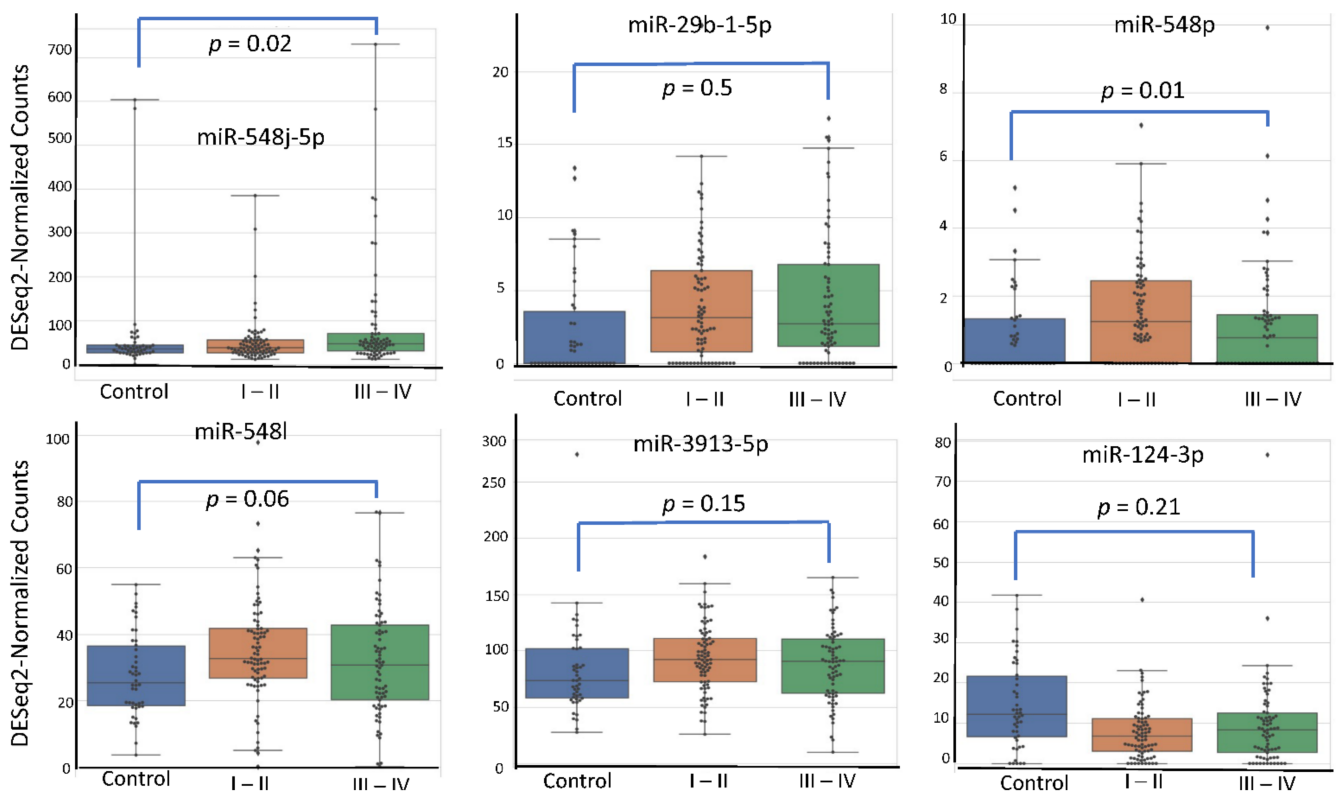 DESeq2-Normalized Counts
700
600
500
400
300
200
100
0
p = 0.02
miR-548j-5p
Control
I – II
III – IV
miR-29b-1-5p
20
15
10
5
0
p = 0.5
Control
I – II
III – IV
miR-548p
10
8
6
4
2
0
p = 0.01
Control
I – II
III – IV
DESeq2-Normalized Counts
miR-548l
100
80
60
40
20
0
p = 0.06
Control
I – II
III – IV
miR-3913-5p
300
250
200
150
100
50
0
p = 0.15
Control
I – II
III – IV
miR-124-3p
80
70
60
50
40
30
20
10
0
p = 0.21
Control
I – II
III – IV